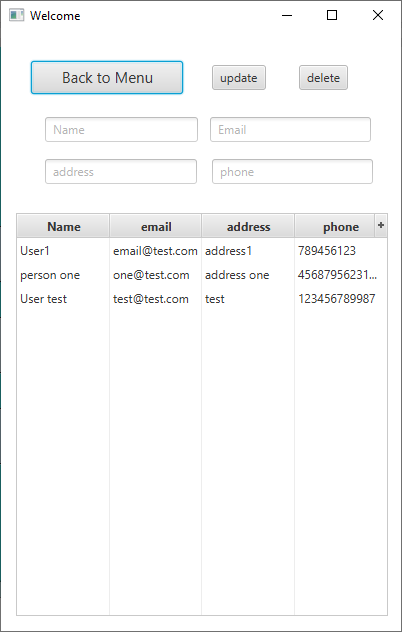 Welcome
Back to Menu update delete
Name Email
address phone
Name email address phone +
User1 email@test.com address1 789456123
person one one@test.com address one 45687956231...
User test test@test.com test 123456789987